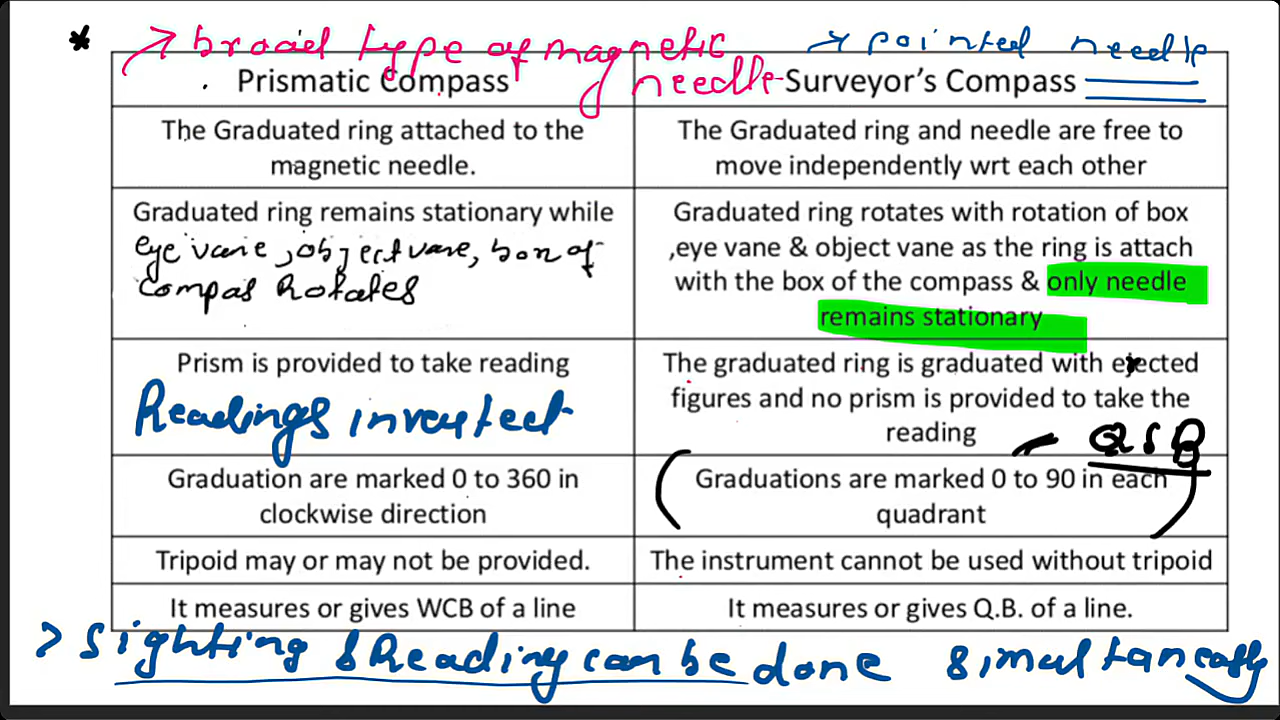 * → broad type of magnetic needle
→ pointed needle
Prismatic Compass
Surveyor's Compass
The Graduated ring attached to the
magnetic needle.
The Graduated ring and needle are free to
move independently wrt each other
Graduated ring remains stationary while
eye vane, object vane, box of
compas Rotates
Graduated ring rotates with rotation of box
,eye vane & object vane as the ring is attach
with the box of the compass & only needle
remains stationary
Prism is provided to take reading
Readings inverted
The graduated ring is graduated with erected
figures and no prism is provided to take the
reading
QSB
Graduation are marked 0 to 360 in
clockwise direction
(Graduations are marked 0 to 90 in each
quadrant)
Tripoid may or may not be provided.
The instrument cannot be used without tripoid
It measures or gives WCB of a line
It measures or gives Q.B. of a line.
> Sighting & Reading can be done simultaneously